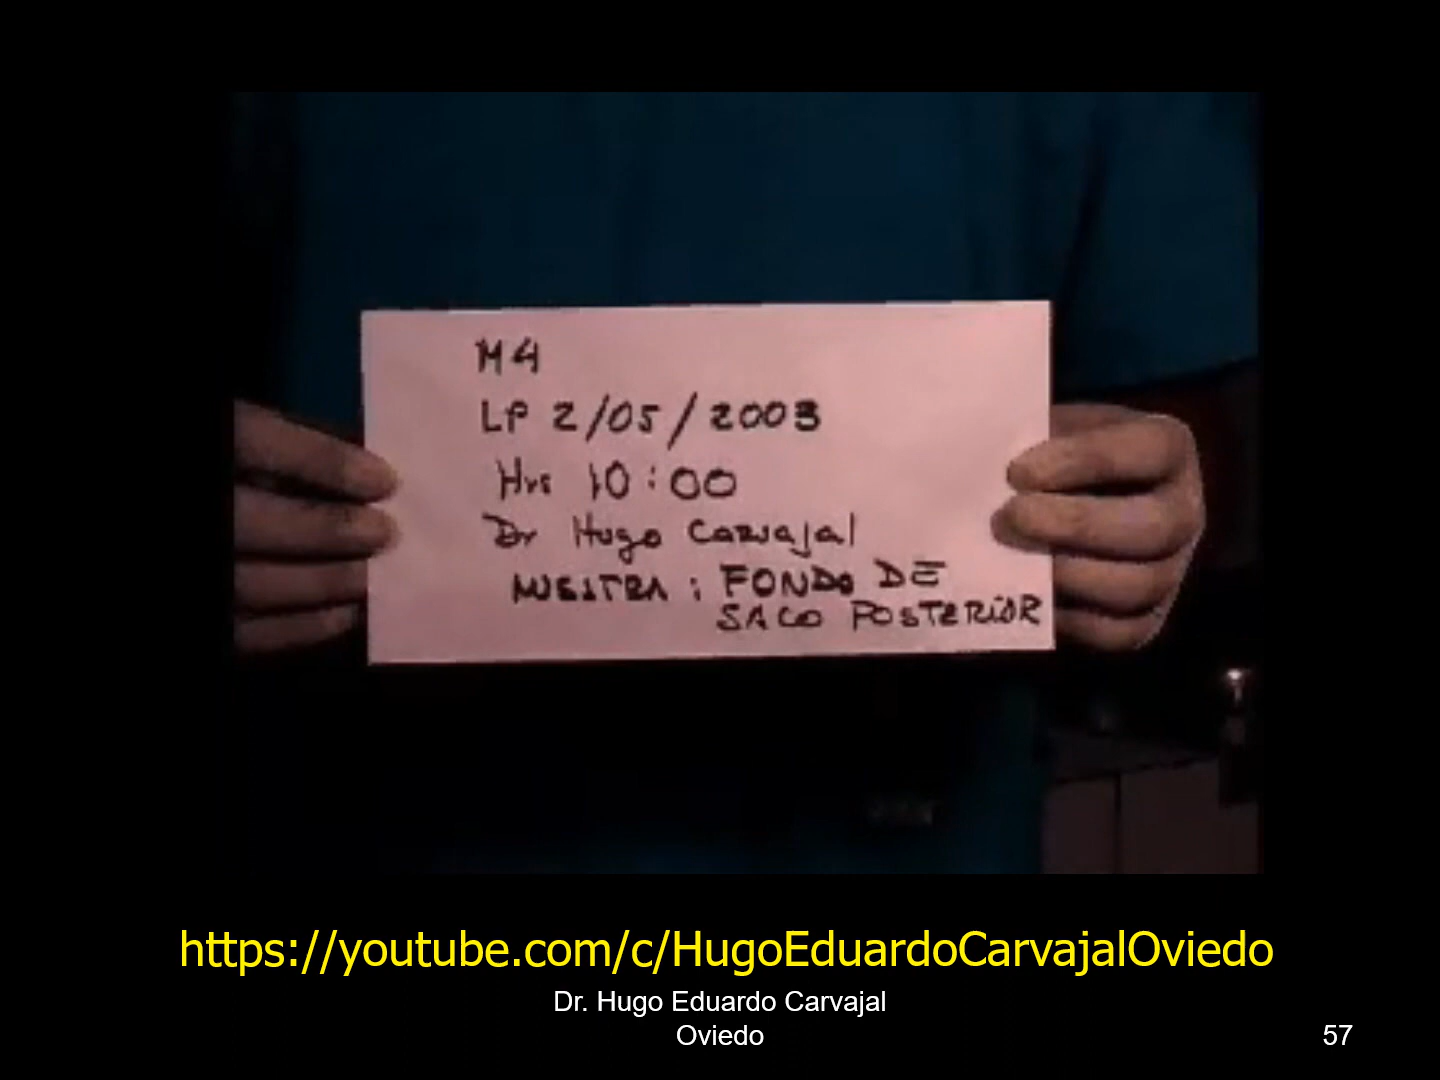 M4
LP 2/05/2003
Hrs 10:00
Dr Hugo Carvajal
MUESTRA: FONDO DE
SACO POSTERIOR
https://youtube.com/c/HugoEduardoCarvajalOviedo
Dr. Hugo Eduardo Carvajal
Oviedo
57